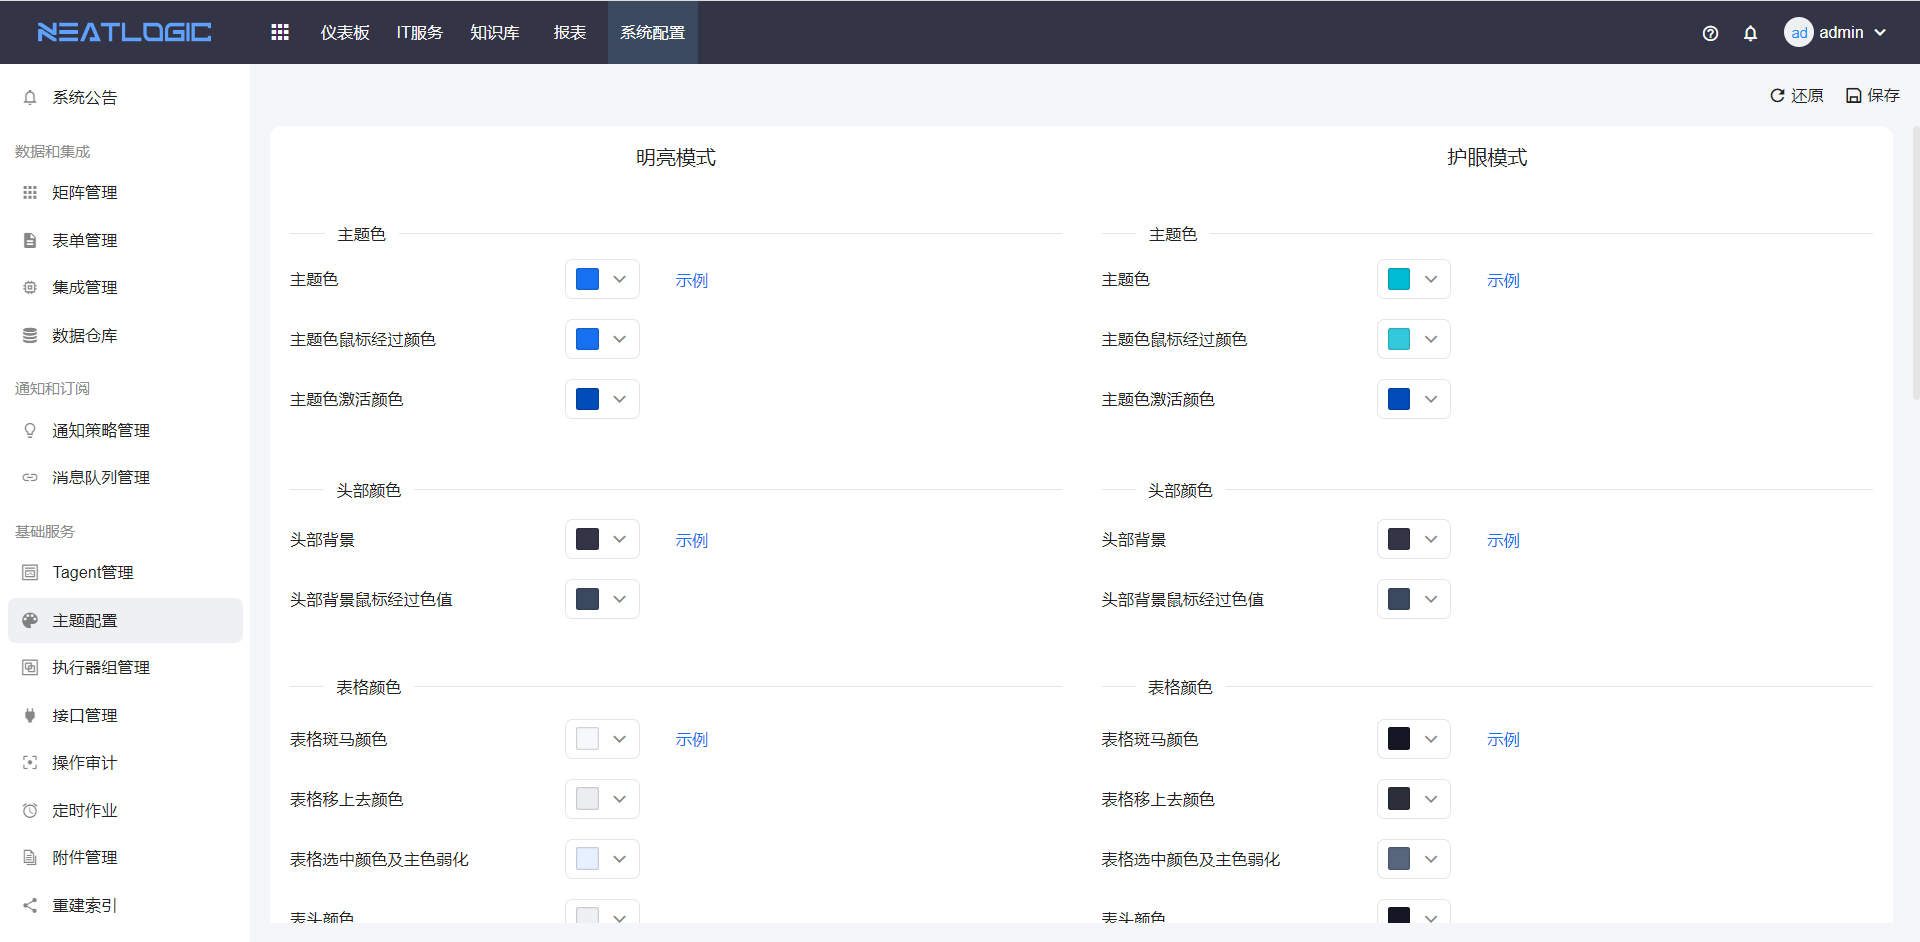 NEATLOGIC
仪表板
IT服务
知识库
报表
系统配置
ad
admin
系统公告
数据和集成
矩阵管理
表单管理
集成管理
数据仓库
通知和订阅
通知策略管理
消息队列管理
基础服务
Tagent管理
主题配置
执行器组管理
接口管理
操作审计
定时作业
附件管理
重建索引
还原
保存
明亮模式
主题色
主题色
示例
主题色鼠标经过颜色
主题色激活颜色
头部颜色
头部背景
示例
头部背景鼠标经过色值
表格颜色
表格斑马颜色
示例
表格移上去颜色
表格选中颜色及主色弱化
表头颜色
护眼模式
主题色
主题色
示例
主题色鼠标经过颜色
主题色激活颜色
头部颜色
头部背景
示例
头部背景鼠标经过色值
表格颜色
表格斑马颜色
示例
表格移上去颜色
表格选中颜色及主色弱化
表头颜色